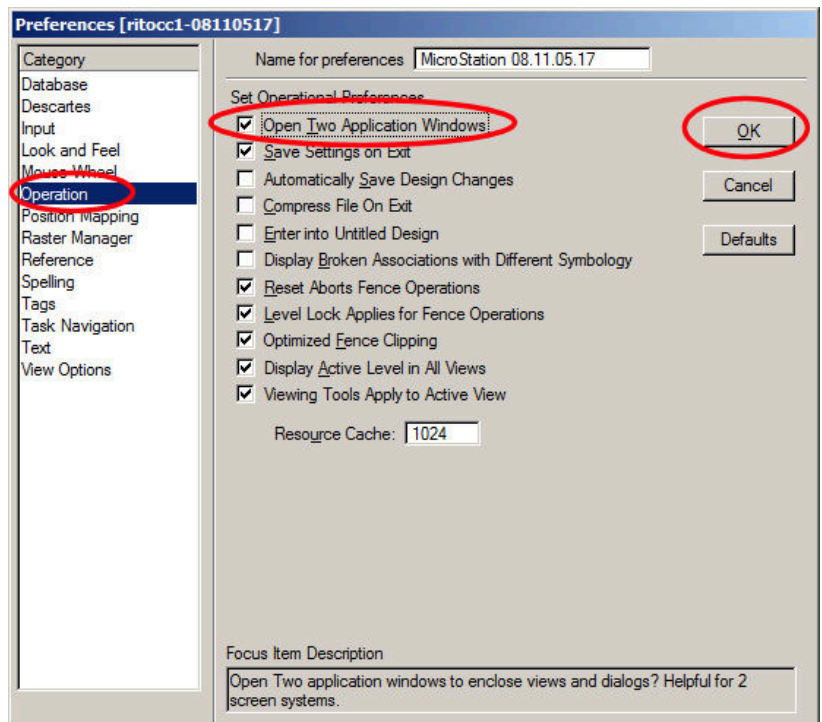 Preferences [ritocc1-08110517]
Category
Database
Descartes
Input
Look and Feel
Mouse Wheel
Operation
Position Mapping
Raster Manager
Reference
Spelling
Tags
Task Navigation
Text
View Options
Name for preferences MicroStation 08.11.05.17
Set Operational Preferences
Open Two Application Windows
Save Settings on Exit
Automatically Save Design Changes
Compress File On Exit
Enter into Untitled Design
Display Broken Associations with Different Symbology
Reset Aborts Fence Operations
Level Lock Applies for Fence Operations
Optimized Fence Clipping
Display Active Level in All Views
Viewing Tools Apply to Active View
Resource Cache: 1024
OK
Cancel
Defaults
Focus Item Description
Open Two application windows to enclose views and dialogs? Helpful for 2
screen systems.